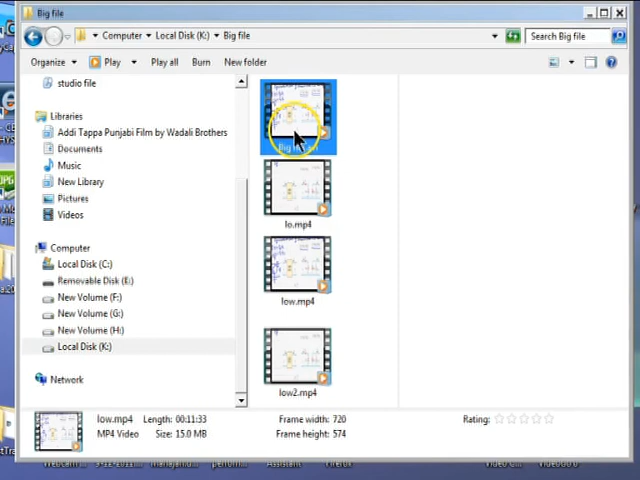 Big file
Computer ▸ Local Disk (K:) ▸ Big file
Search Big file
Organize Play Play all Burn New folder
studio file
Libraries
Addi Tappa Punjabi Film by Wadali Brothers
Documents
Music
New Library
Pictures
Videos
Computer
Local Disk (C:)
Removable Disk (E:)
New Volume (F:)
New Volume (G:)
New Volume (H:)
Local Disk (K:)
Network
Big
lo.mp4
low.mp4
low2.mp4
low.mp4 Length: 00:11:33 Frame width: 720 Rating:
MP4 Video Size: 15.0 MB Frame height: 574